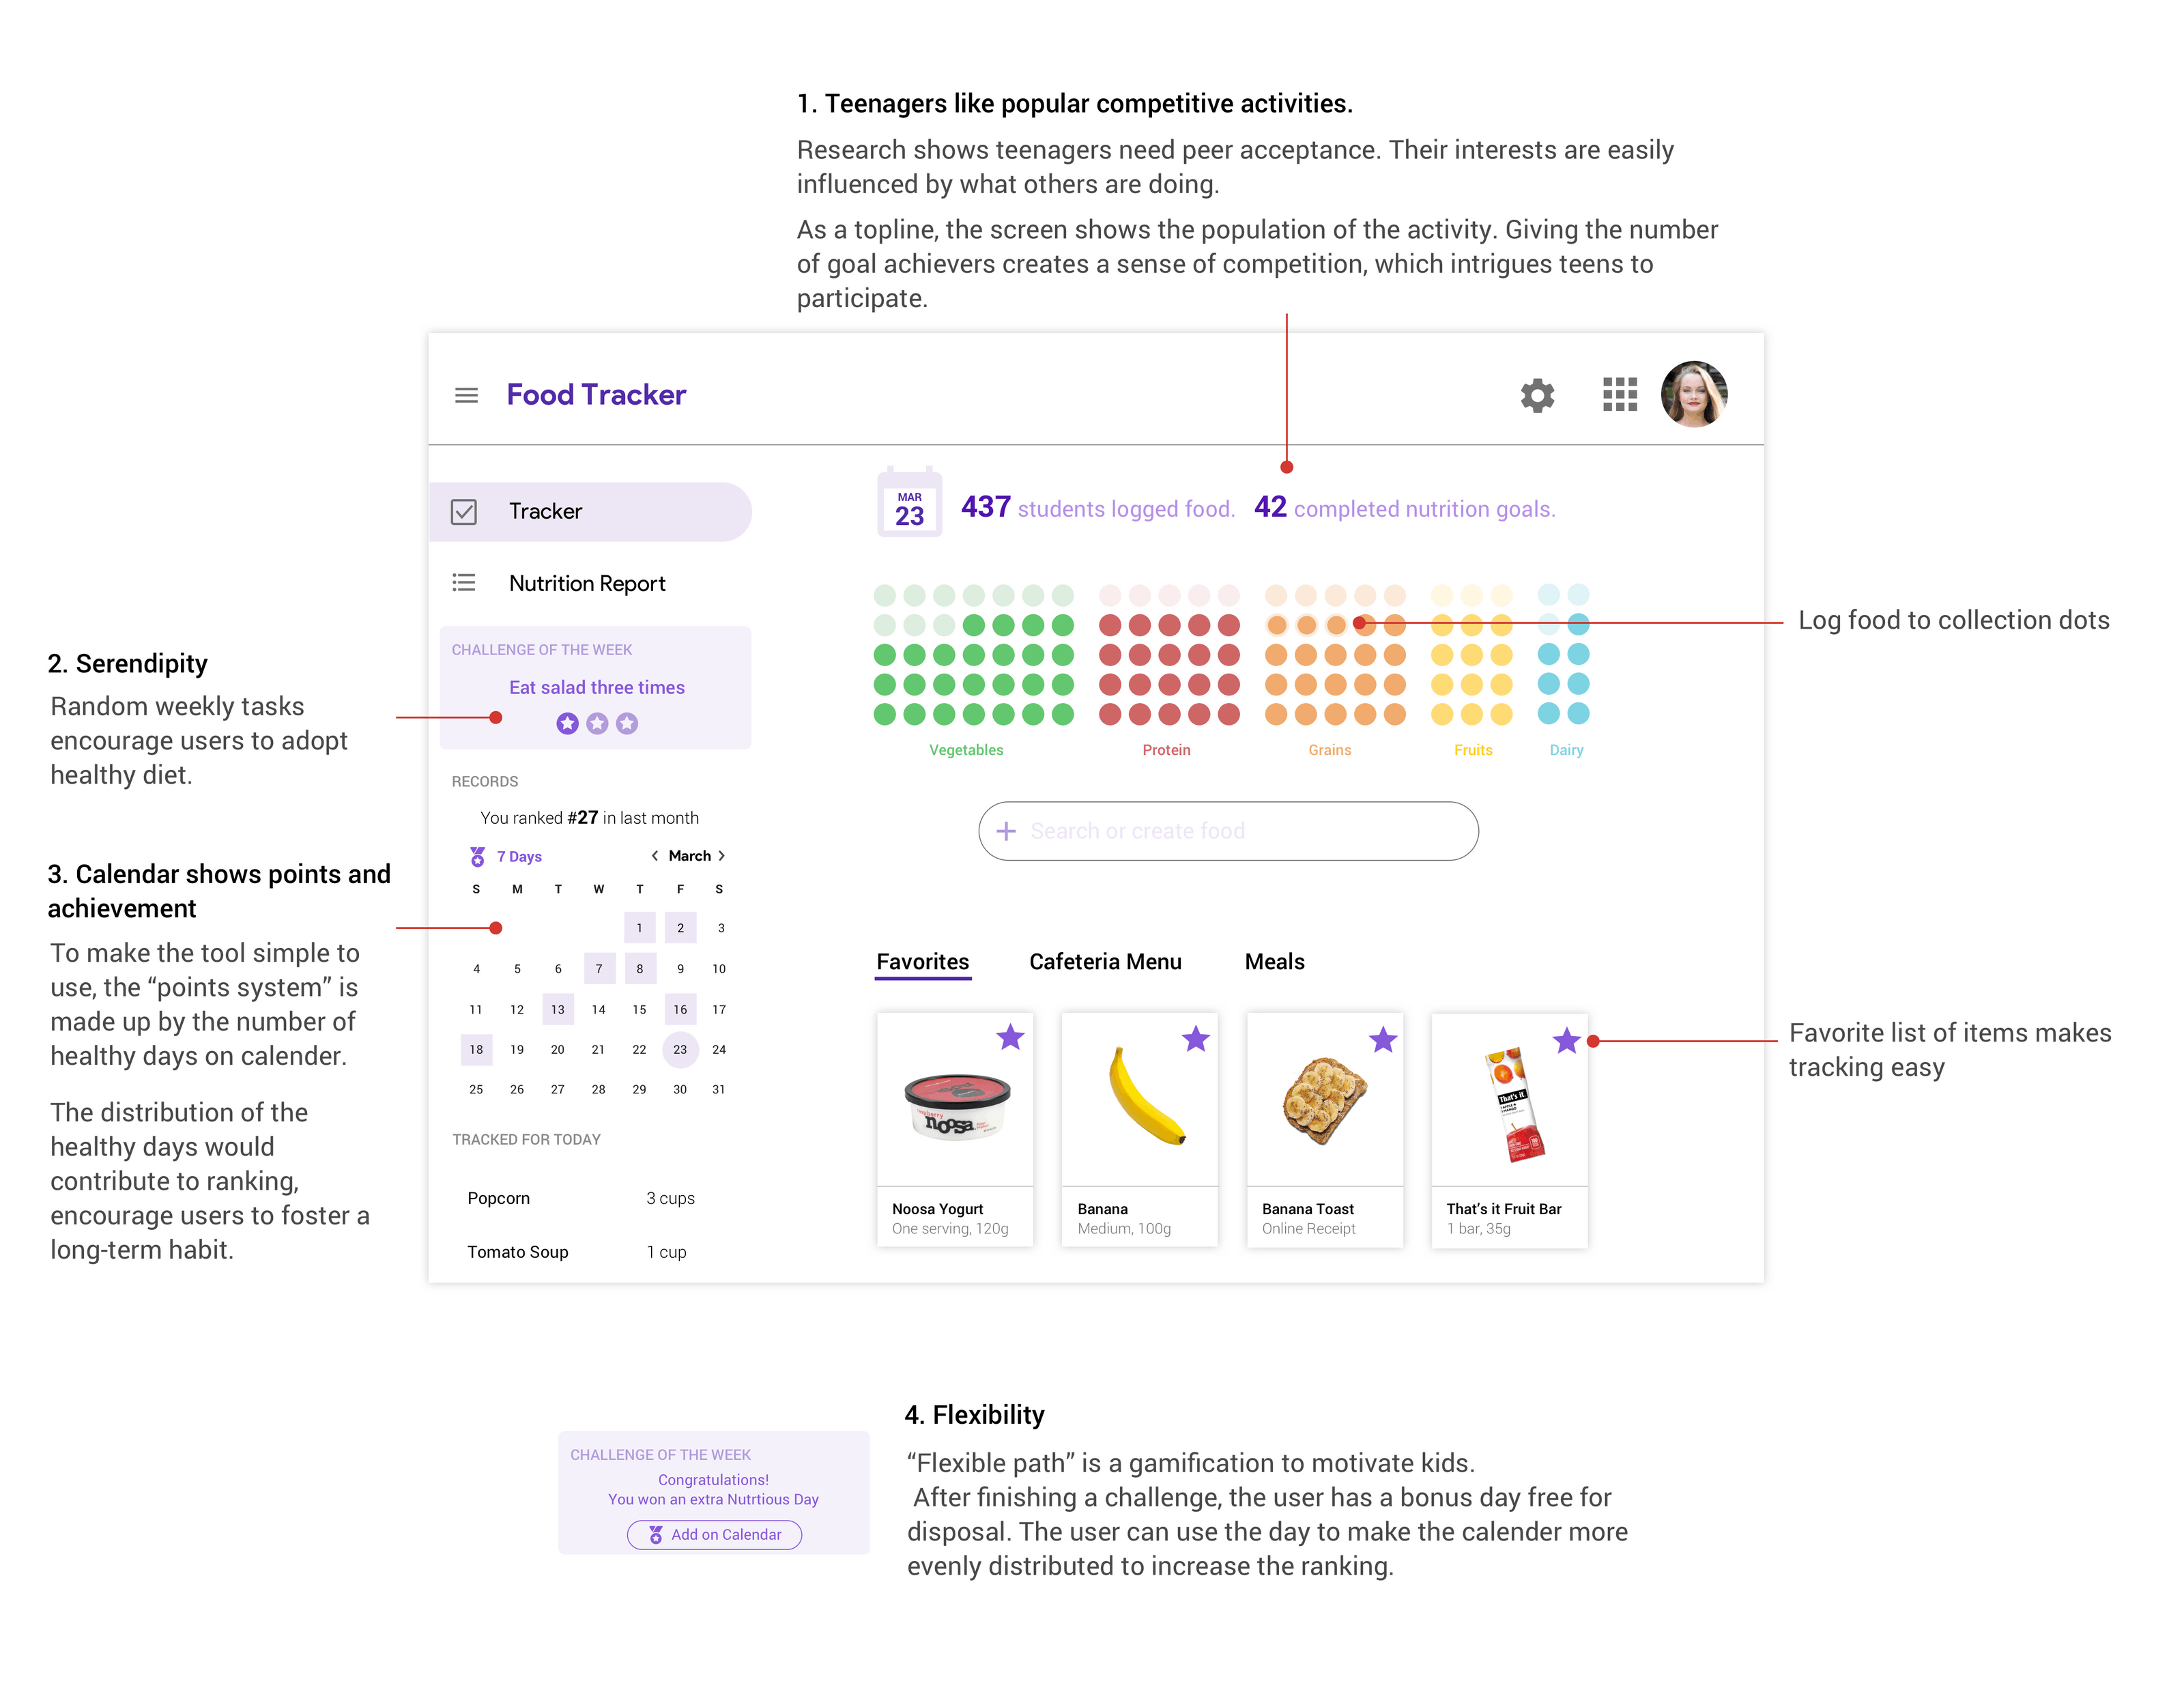 1. Teenagers like popular competitive activities.
Research shows teenagers need peer acceptance. Their interests are easily
influenced by what others are doing.
As a topline, the screen shows the population of the activity. Giving the number
of goal achievers creates a sense of competition, which intrigues teens to
participate.
Food Tracker
Tracker
Nutrition Report
CHALLENGE OF THE WEEK
Eat salad three times
RECORDS
You ranked #27 in last month
7 Days
< March >
S M T W T F S
1 2 3
4 5 6 7 8 9 10
11 12 13 14 15 16 17
18 19 20 21 22 23 24
25 26 27 28 29 30 31
TRACKED FOR TODAY
Popcorn 3 cups
Tomato Soup 1 cup
MAR
23
437 students logged food. 42 completed nutrition goals.
Vegetables Protein Grains Fruits Dairy
+ Search or create food
Favorites Cafeteria Menu Meals
noosa
That's it
Noosa Yogurt
One serving, 120g
Banana
Medium, 100g
Banana Toast
Online Receipt
That's it Fruit Bar
1 bar, 35g
2. Serendipity
Random weekly tasks
encourage users to adopt
healthy diet.
3. Calendar shows points and
achievement
To make the tool simple to
use, the “points system” is
made up by the number of
healthy days on calender.
The distribution of the
healthy days would
contribute to ranking,
encourage users to foster a
long-term habit.
Log food to collection dots
Favorite list of items makes
tracking easy
CHALLENGE OF THE WEEK
Congratulations!
You won an extra Nutrtious Day
Add on Calendar
4. Flexibility
“Flexible path” is a gamification to motivate kids.
After finishing a challenge, the user has a bonus day free for
disposal. The user can use the day to make the calender more
evenly distributed to increase the ranking.